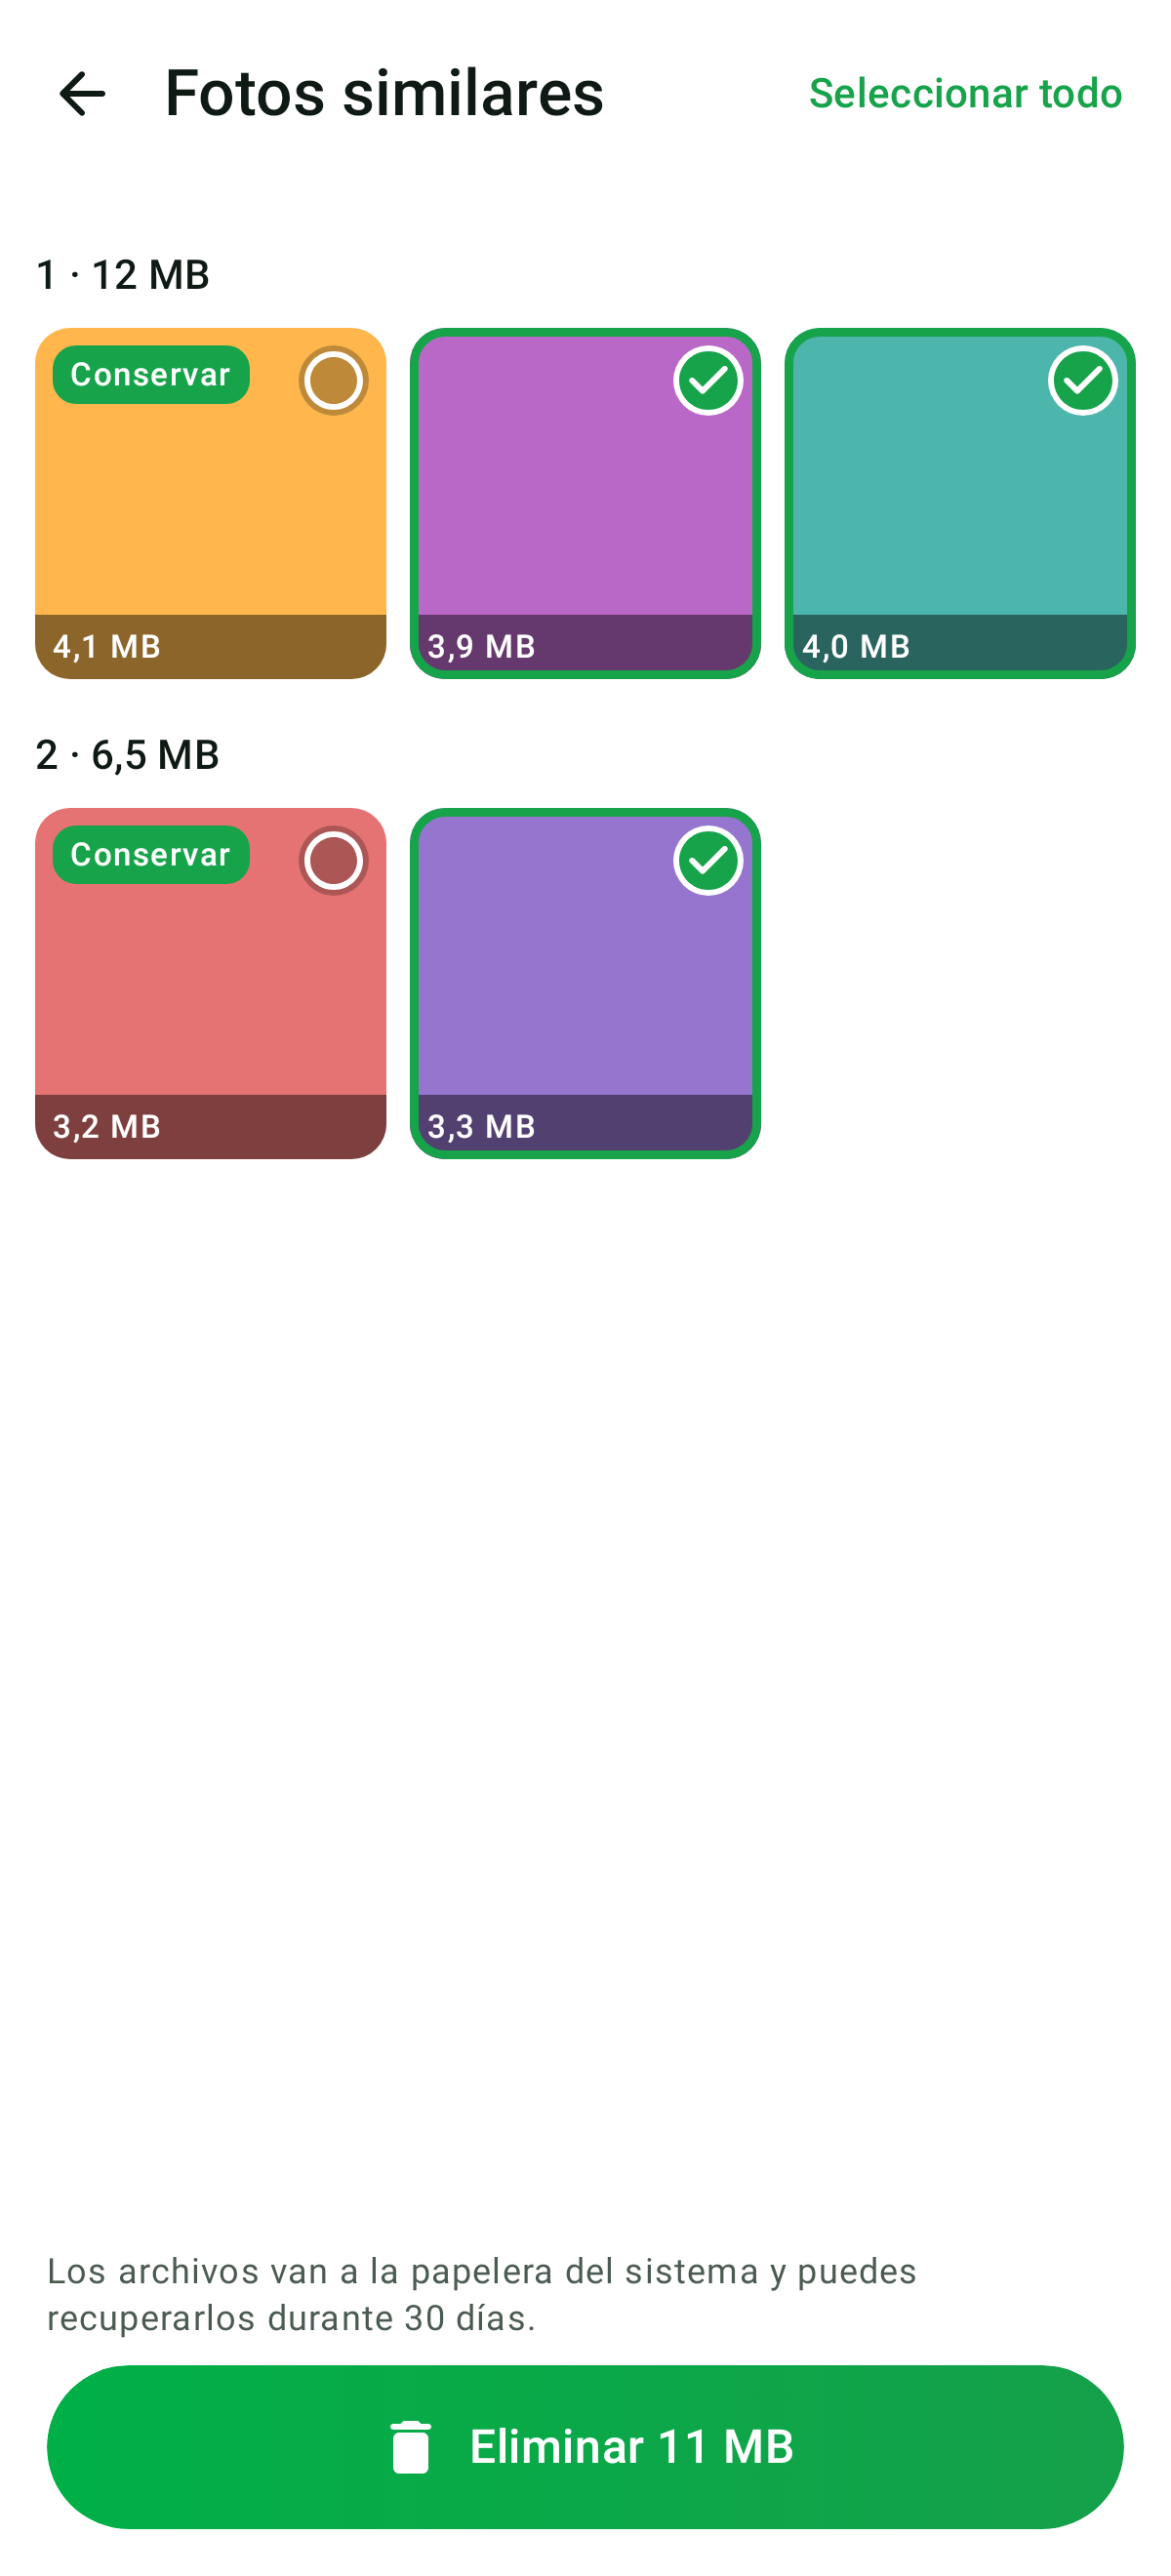 Fotos similares
Seleccionar todo
1 · 12 MB
Conservar
4,1 MB
3,9 MB
4,0 MB
2 · 6,5 MB
Conservar
3,2 MB
3,3 MB
Los archivos van a la papelera del sistema y puedes
recuperarlos durante 30 días.
Eliminar 11 MB